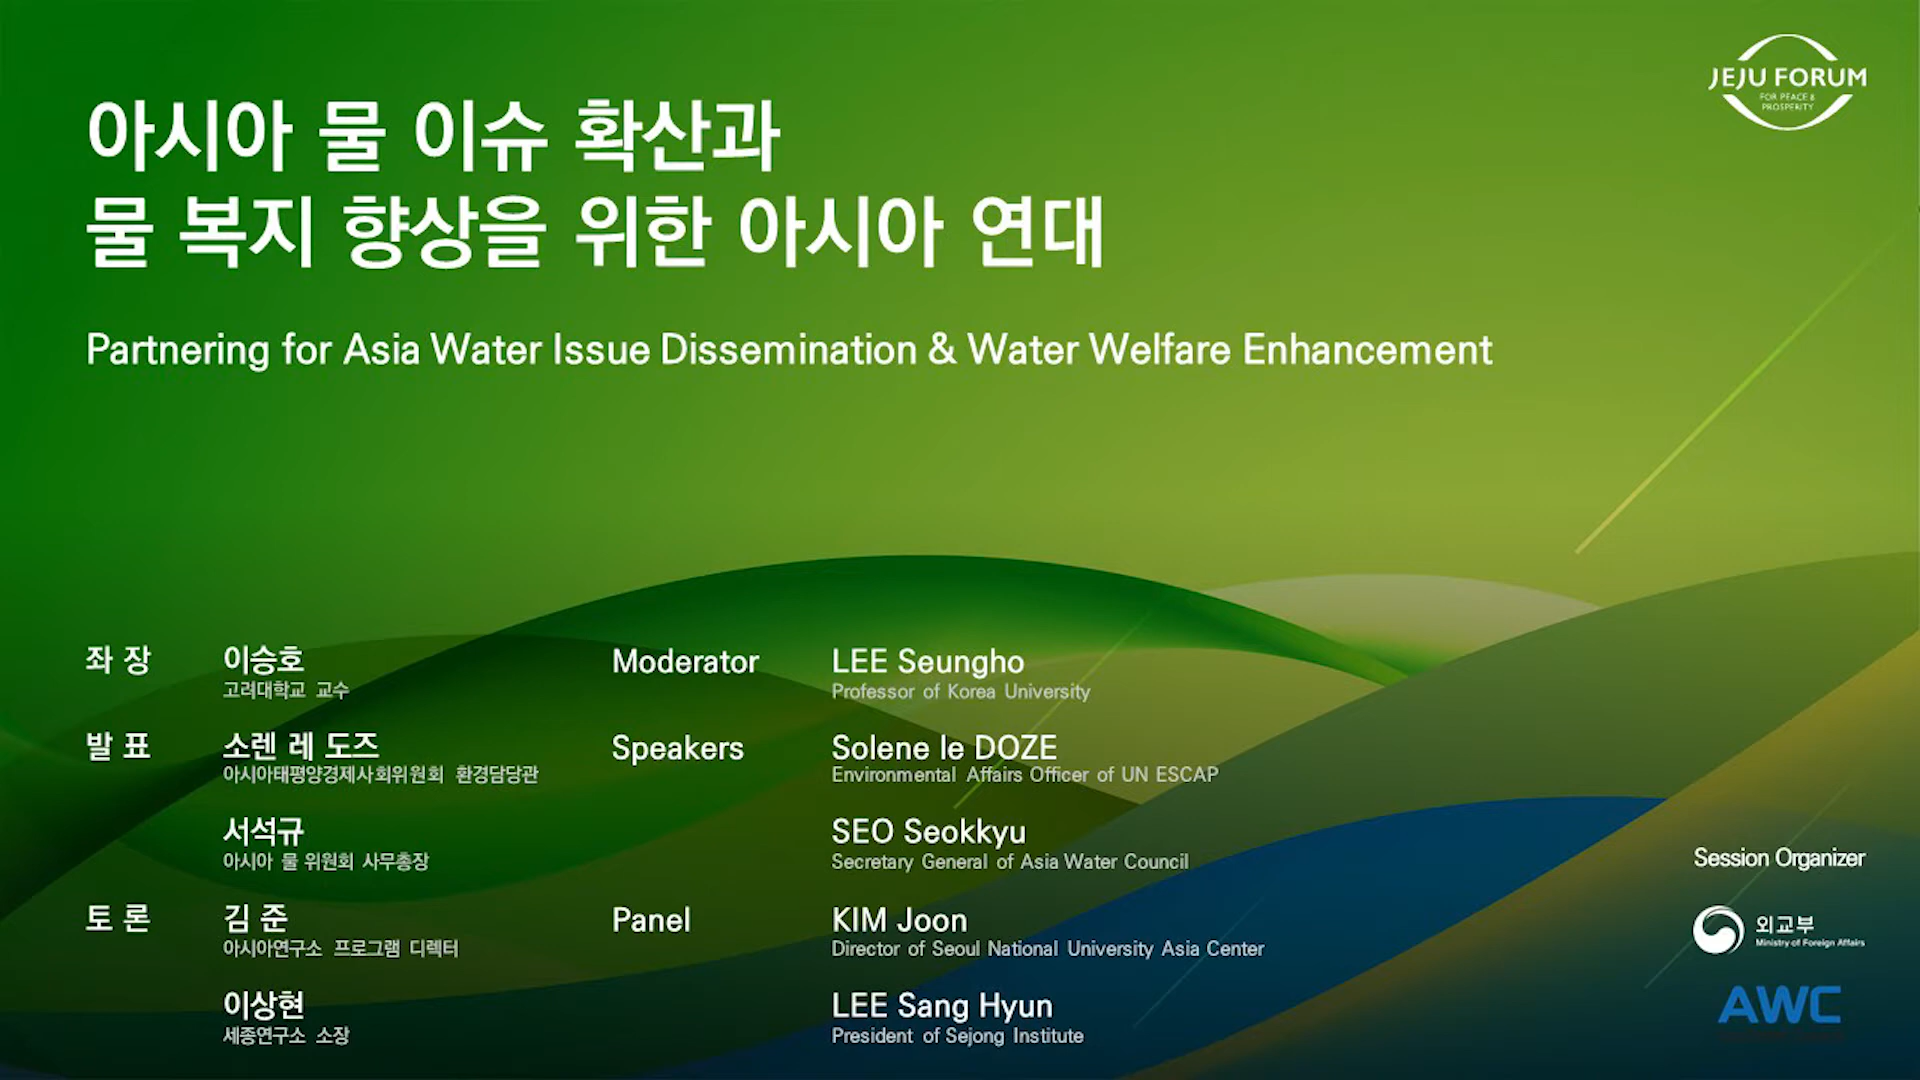 JEJU FORUM
FOR PEACE &
PROSPERITY
아시아 물 이슈 확산과
물 복지 향상을 위한 아시아 연대
Partnering for Asia Water Issue Dissemination & Water Welfare Enhancement
좌 장 이승호
고려대학교 교수
발 표 소렌 레 도즈
아시아태평양경제사회위원회 환경담당관
서석규
아시아 물 위원회 사무총장
토 론 김 준
아시아연구소 프로그램 디렉터
이상현
세종연구소 소장
Moderator LEE Seungho
Professor of Korea University
Speakers Solene le DOZE
Environmental Affairs Officer of UN ESCAP
SEO Seokkyu
Secretary General of Asia Water Council
Panel KIM Joon
Director of Seoul National University Asia Center
LEE Sang Hyun
President of Sejong Institute
Session Organizer
외교부
Ministry of Foreign Affairs
AWC